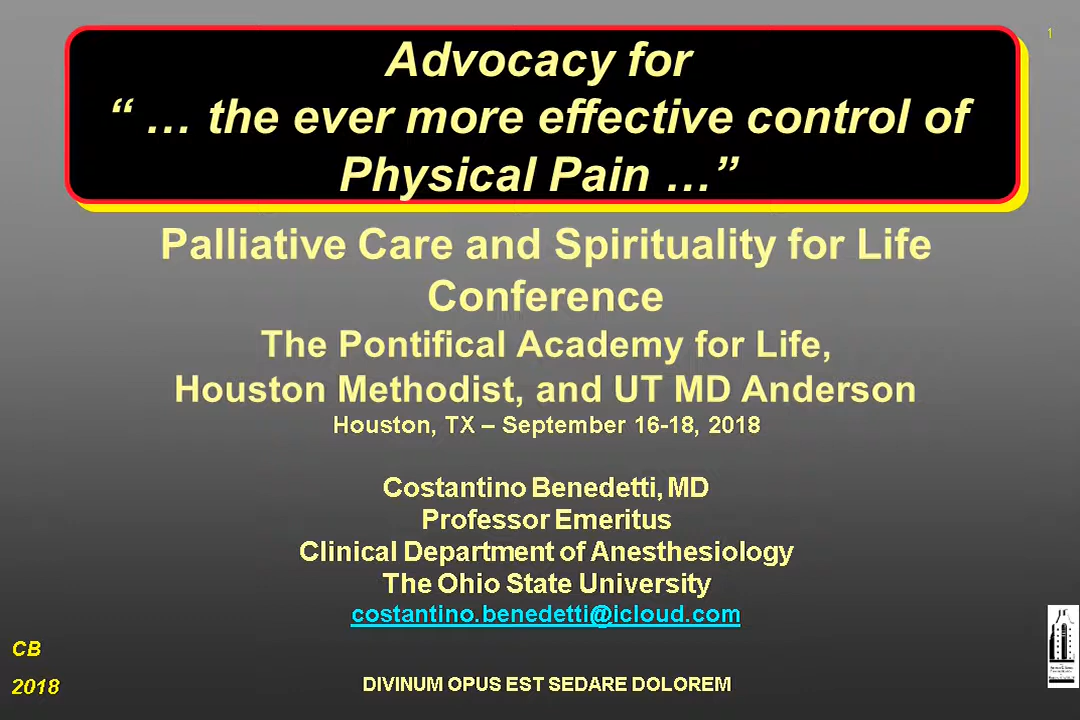 1
Advocacy for
“ … the ever more effective control of
Physical Pain …”
Palliative Care and Spirituality for Life
Conference
The Pontifical Academy for Life,
Houston Methodist, and UT MD Anderson
Houston, TX – September 16-18, 2018
Costantino Benedetti, MD
Professor Emeritus
Clinical Department of Anesthesiology
The Ohio State University
costantino.benedetti@icloud.com
CB
2018
DIVINUM OPUS EST SEDARE DOLOREM